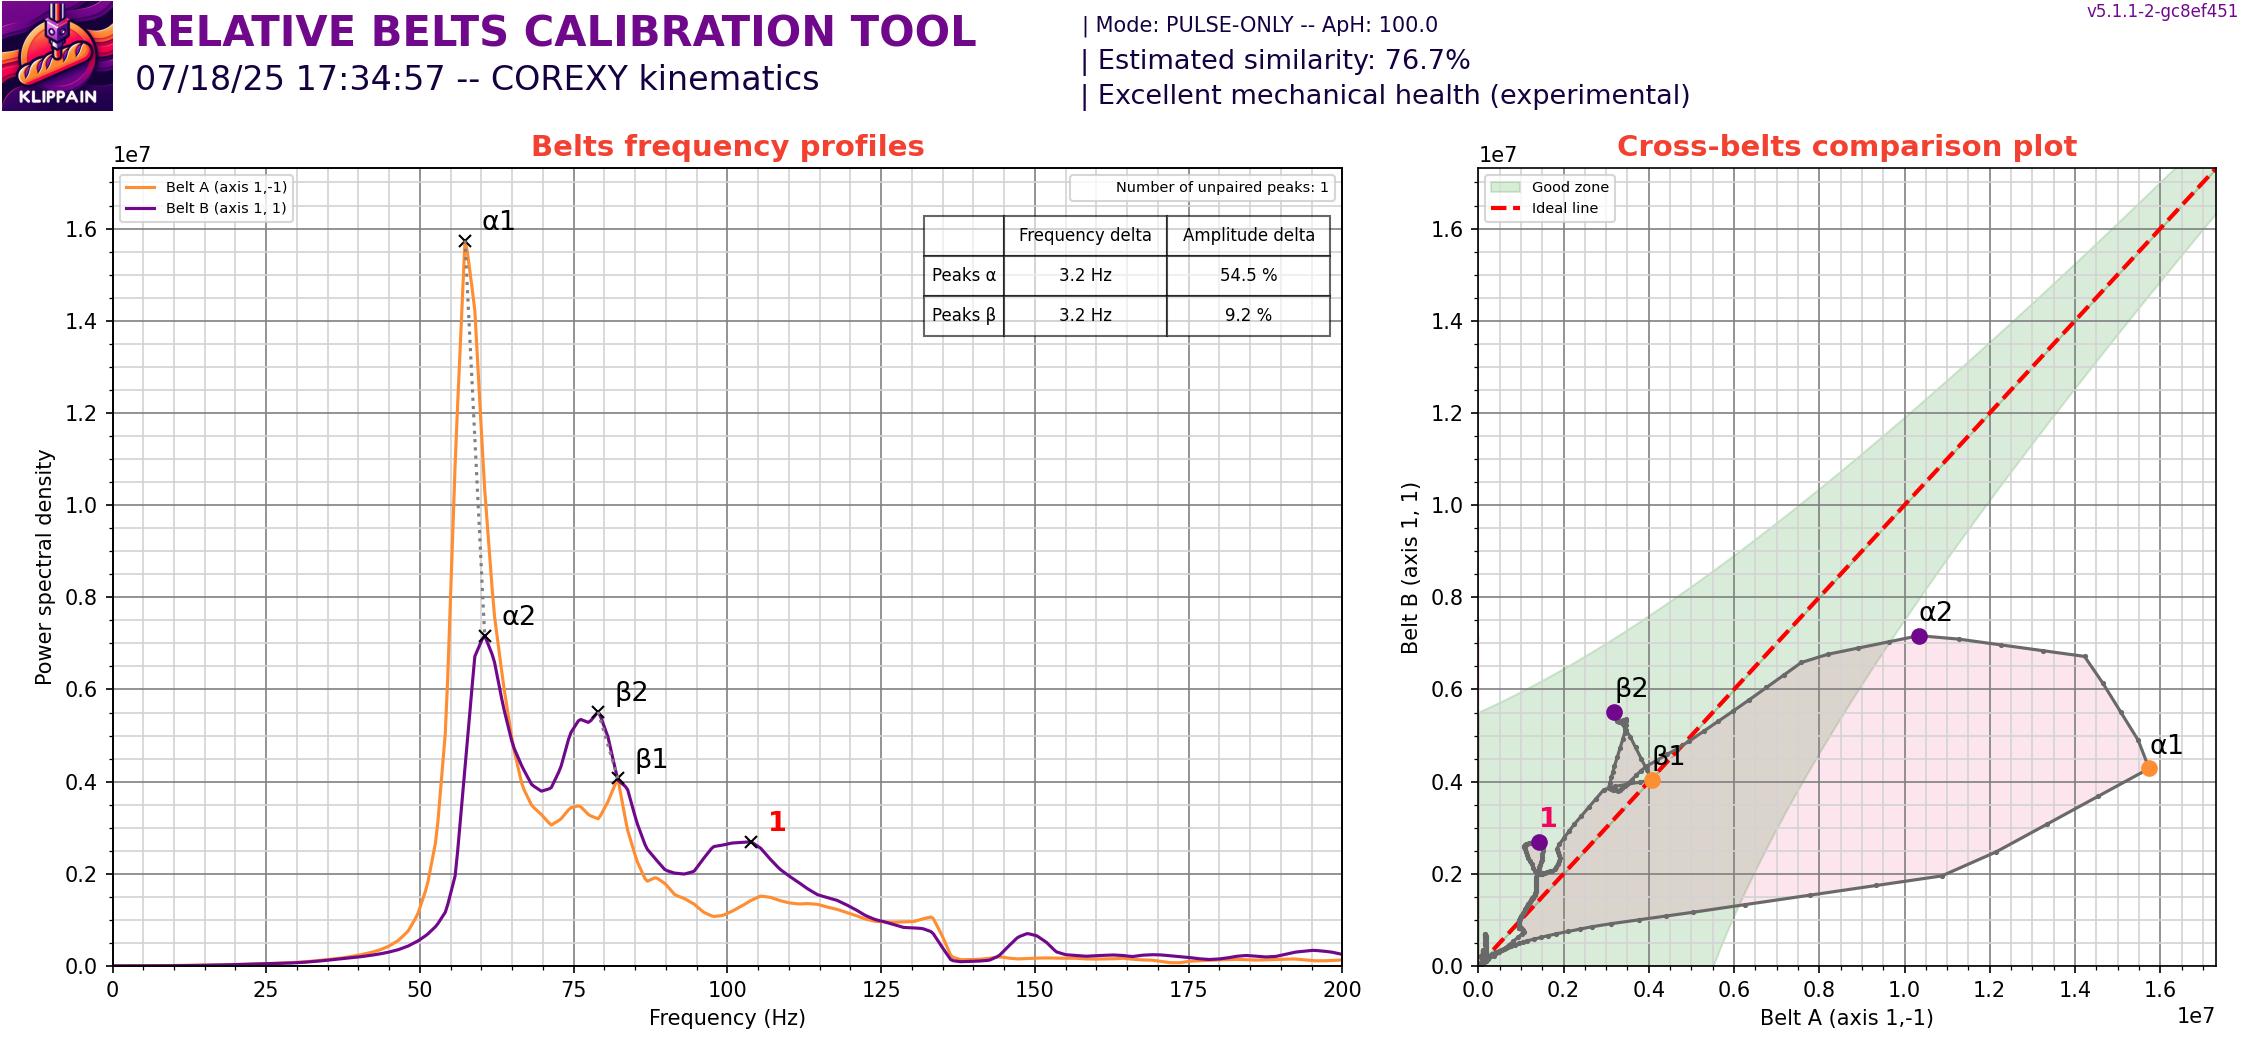 KLIPPAIN
RELATIVE BELTS CALIBRATION TOOL
07/18/25 17:34:57 -- COREXY kinematics
| Mode: PULSE-ONLY -- ApH: 100.0
| Estimated similarity: 76.7%
| Excellent mechanical health (experimental)
v5.1.1-2-gc8ef451
Belts frequency profiles
1e7
Belt A (axis 1,-1)
Belt B (axis 1, 1)
Number of unpaired peaks: 1
Frequency delta Amplitude delta
Peaks α 3.2 Hz 54.5 %
Peaks β 3.2 Hz 9.2 %
α1
α2
β2
β1
1
1.6
1.4
1.2
1.0
0.8
0.6
0.4
0.2
0.0
Power spectral density
0 25 50 75 100 125 150 175 200
Frequency (Hz)
Cross-belts comparison plot
1e7
Good zone
Ideal line
α2
β2
β1
α1
1
1.6
1.4
1.2
1.0
0.8
0.6
0.4
0.2
0.0
Belt B (axis 1, 1)
0.0 0.2 0.4 0.6 0.8 1.0 1.2 1.4 1.6
1e7
Belt A (axis 1,-1)